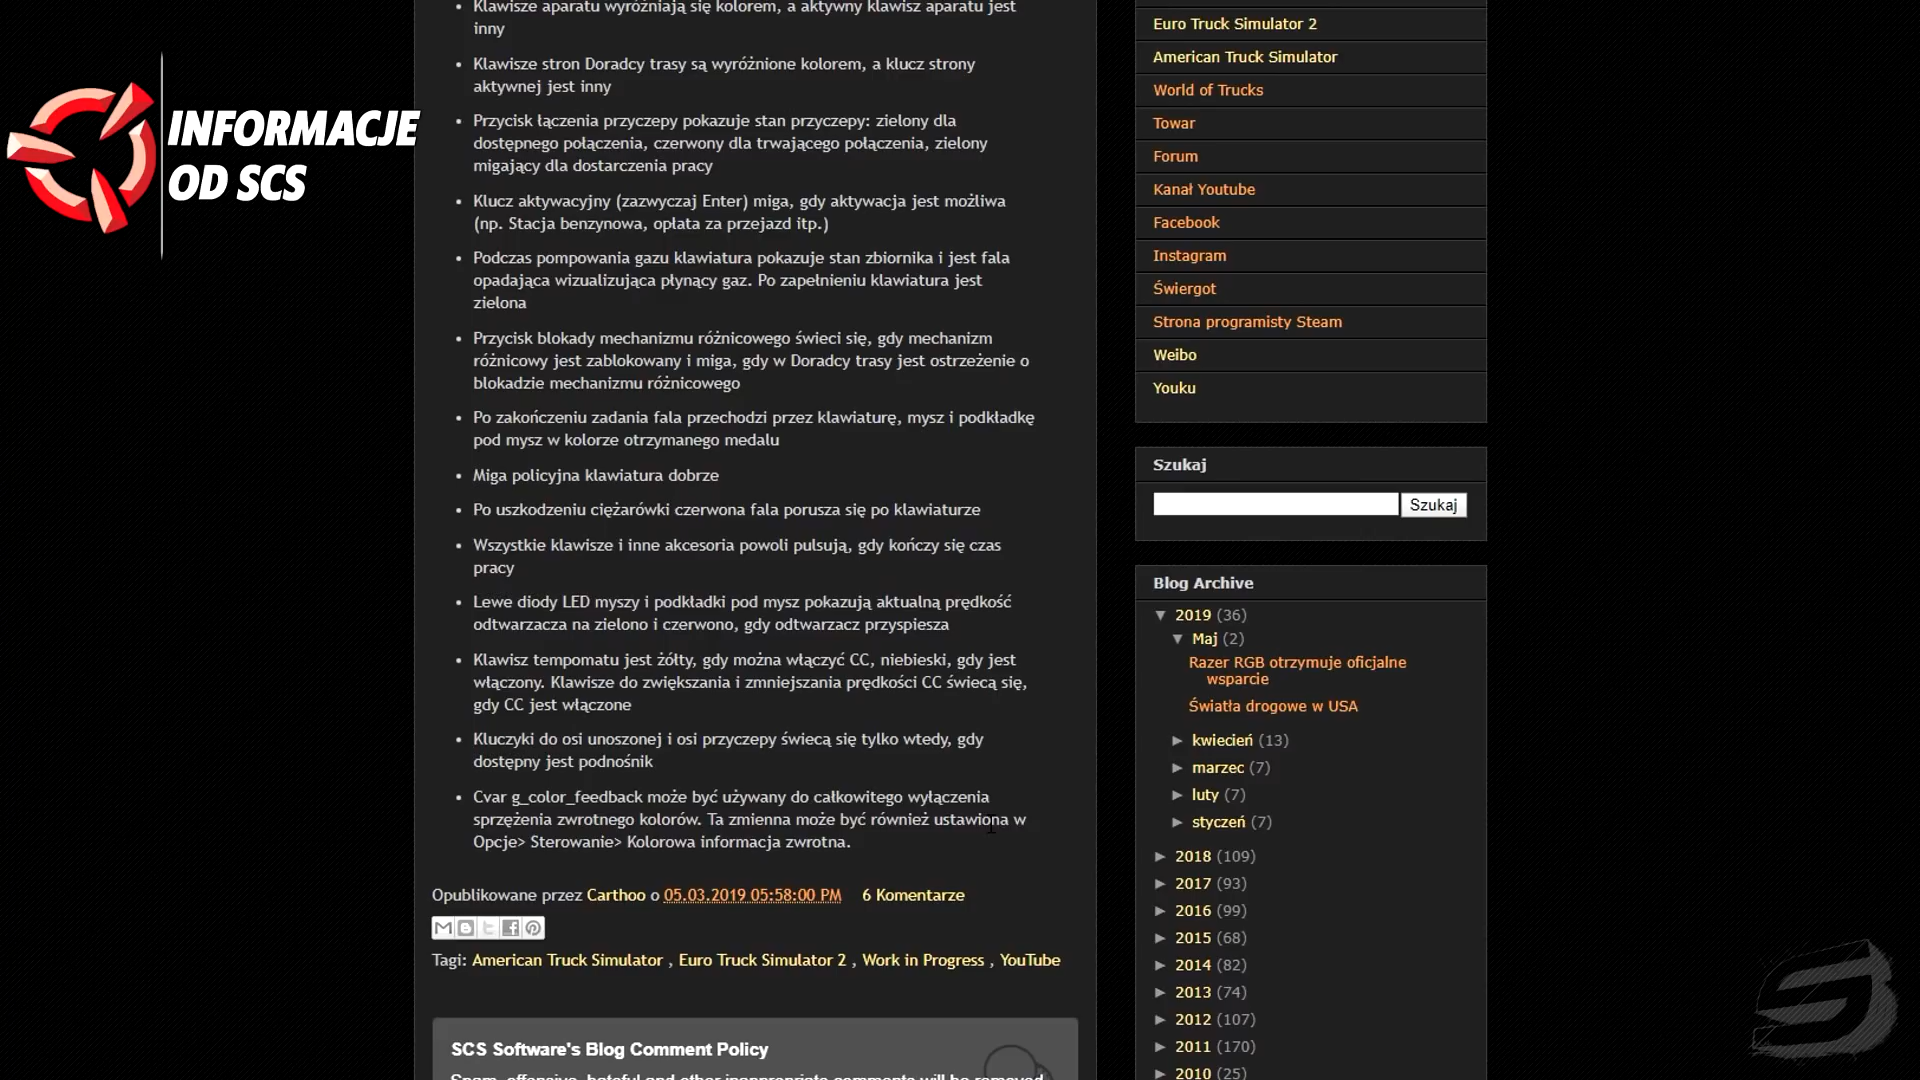 INFORMACJE
OD SCS
Klawisze aparatu wyróżniają się kolorem, a aktywny klawisz aparatu jest
inny
Klawisze stron Doradcy trasy są wyróżnione kolorem, a klucz strony
aktywnej jest inny
Przycisk łączenia przyczepy pokazuje stan przyczepy: zielony dla
dostępnego połączenia, czerwony dla trwającego połączenia, zielony
migający dla dostarczenia pracy
Klucz aktywacyjny (zazwyczaj Enter) miga, gdy aktywacja jest możliwa
(np. Stacja benzynowa, opłata za przejazd itp.)
Podczas pompowania gazu klawiatura pokazuje stan zbiornika i jest fala
opadająca wizualizująca płynący gaz. Po zapełnieniu klawiatura jest
zielona
Przycisk blokady mechanizmu różnicowego świeci się, gdy mechanizm
różnicowy jest zablokowany i miga, gdy w Doradcy trasy jest ostrzeżenie o
blokadzie mechanizmu różnicowego
Po zakończeniu zadania fala przechodzi przez klawiaturę, mysz i podkładkę
pod mysz w kolorze otrzymanego medalu
Miga policyjna klawiatura dobrze
Po uszkodzeniu ciężarówki czerwona fala porusza się po klawiaturze
Wszystkie klawisze i inne akcesoria powoli pulsują, gdy kończy się czas
pracy
Lewe diody LED myszy i podkładki pod mysz pokazują aktualną prędkość
odtwarzacza na zielono i czerwono, gdy odtwarzacz przyspiesza
Klawisz tempomatu jest żółty, gdy można włączyć CC, niebieski, gdy jest
włączony. Klawisze do zwiększania i zmniejszania prędkości CC świecą się,
gdy CC jest włączone
Kluczyki do osi unoszonej i osi przyczepy świecą się tylko wtedy, gdy
dostępny jest podnośnik
Cvar g_color_feedback może być używany do całkowitego wyłączenia
sprzężenia zwrotnego kolorów. Ta zmienna może być również ustawiona w
Opcje> Sterowanie> Kolorowa informacja zwrotna.
Opublikowane przez Carthoo o 05.03.2019 05:58:00 PM 6 Komentarze
Tagi: American Truck Simulator , Euro Truck Simulator 2 , Work in Progress , YouTube
SCS Software's Blog Comment Policy
Spam, offensive, hateful and other inappropriate comments will be removed
Euro Truck Simulator 2
American Truck Simulator
World of Trucks
Towar
Forum
Kanał Youtube
Facebook
Instagram
Świergot
Strona programisty Steam
Weibo
Youku
Szukaj
Szukaj
Blog Archive
▼ 2019 (36)
▼ Maj (2)
Razer RGB otrzymuje oficjalne
wsparcie
Światła drogowe w USA
► kwiecień (13)
► marzec (7)
► luty (7)
► styczeń (7)
► 2018 (109)
► 2017 (93)
► 2016 (99)
► 2015 (68)
► 2014 (82)
► 2013 (74)
► 2012 (107)
► 2011 (170)
► 2010 (25)